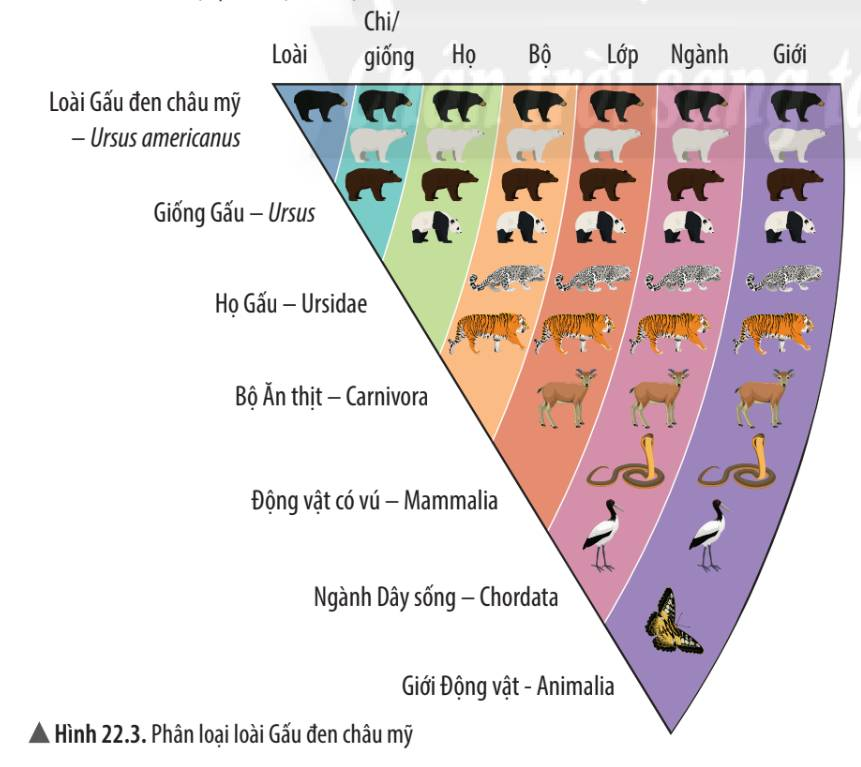 Chi/
Loài giống Họ Bộ Lớp Ngành Giới
Loài Gấu đen châu mỹ
– Ursus americanus
Giống Gấu – Ursus
Họ Gấu – Ursidae
Bộ Ăn thịt – Carnivora
Động vật có vú – Mammalia
Ngành Dây sống – Chordata
Giới Động vật - Animalia
▲ Hình 22.3. Phân loại loài Gấu đen châu mỹ